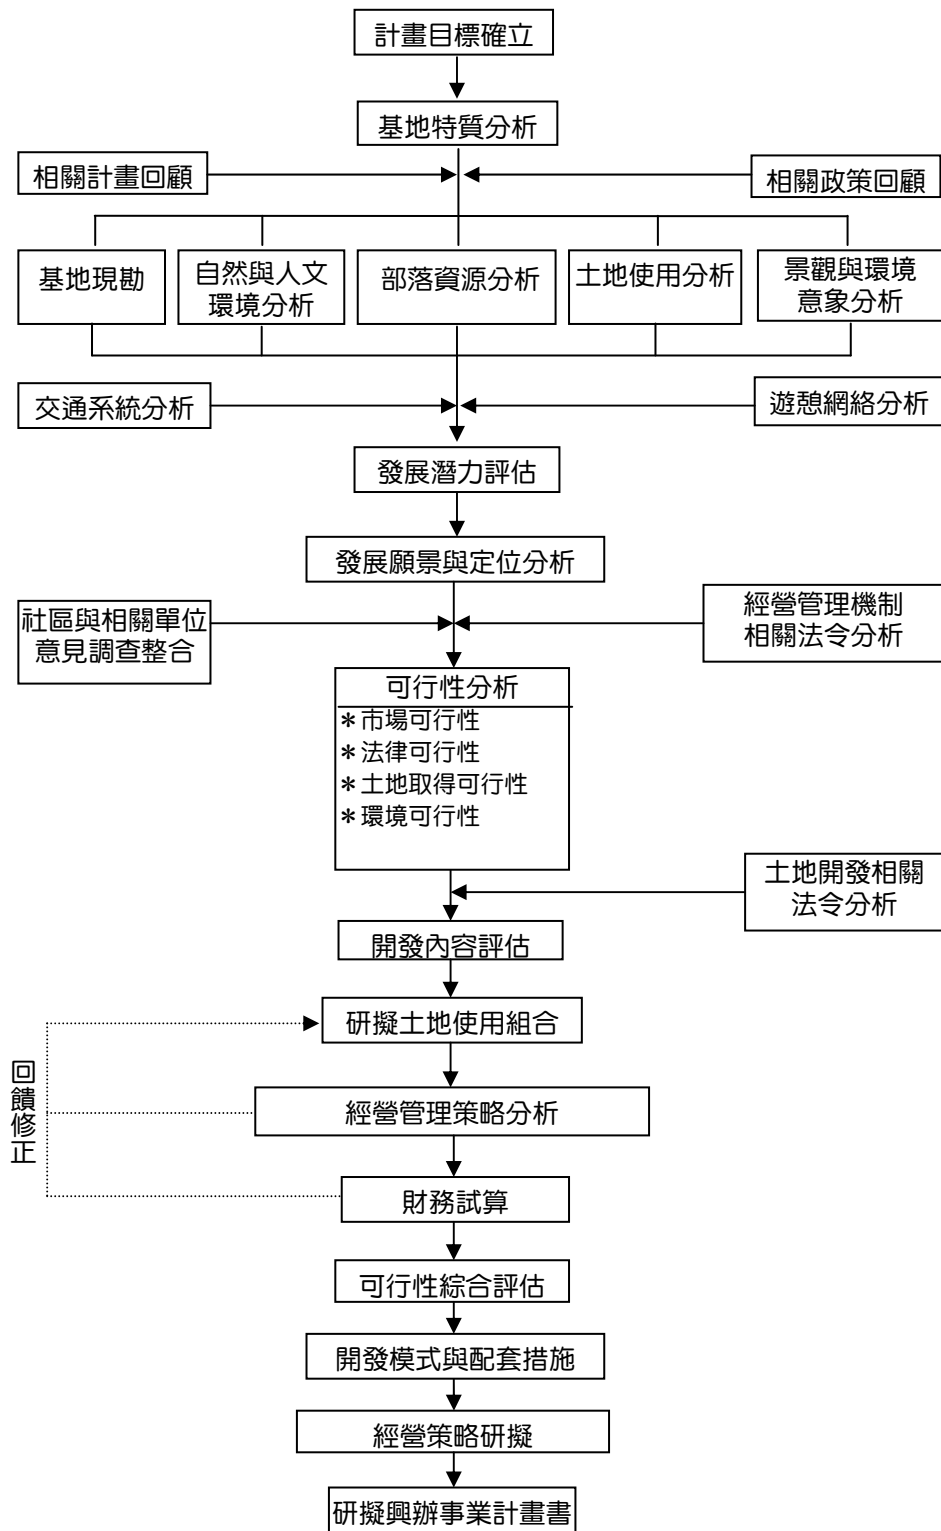 計畫目標確立
基地特質分析
相關計畫回顧
相關政策回顧
基地現勘
自然與人文
環境分析
部落資源分析
土地使用分析
景觀與環境
意象分析
交通系統分析
遊憩網絡分析
發展潛力評估
發展願景與定位分析
社區與相關單位
意見調查整合
經營管理機制
相關法令分析
可行性分析
＊市場可行性
＊法律可行性
＊土地取得可行性
＊環境可行性
土地開發相關
法令分析
開發內容評估
研擬土地使用組合
回饋修正
經營管理策略分析
財務試算
可行性綜合評估
開發模式與配套措施
經營策略研擬
研擬興辦事業計畫書